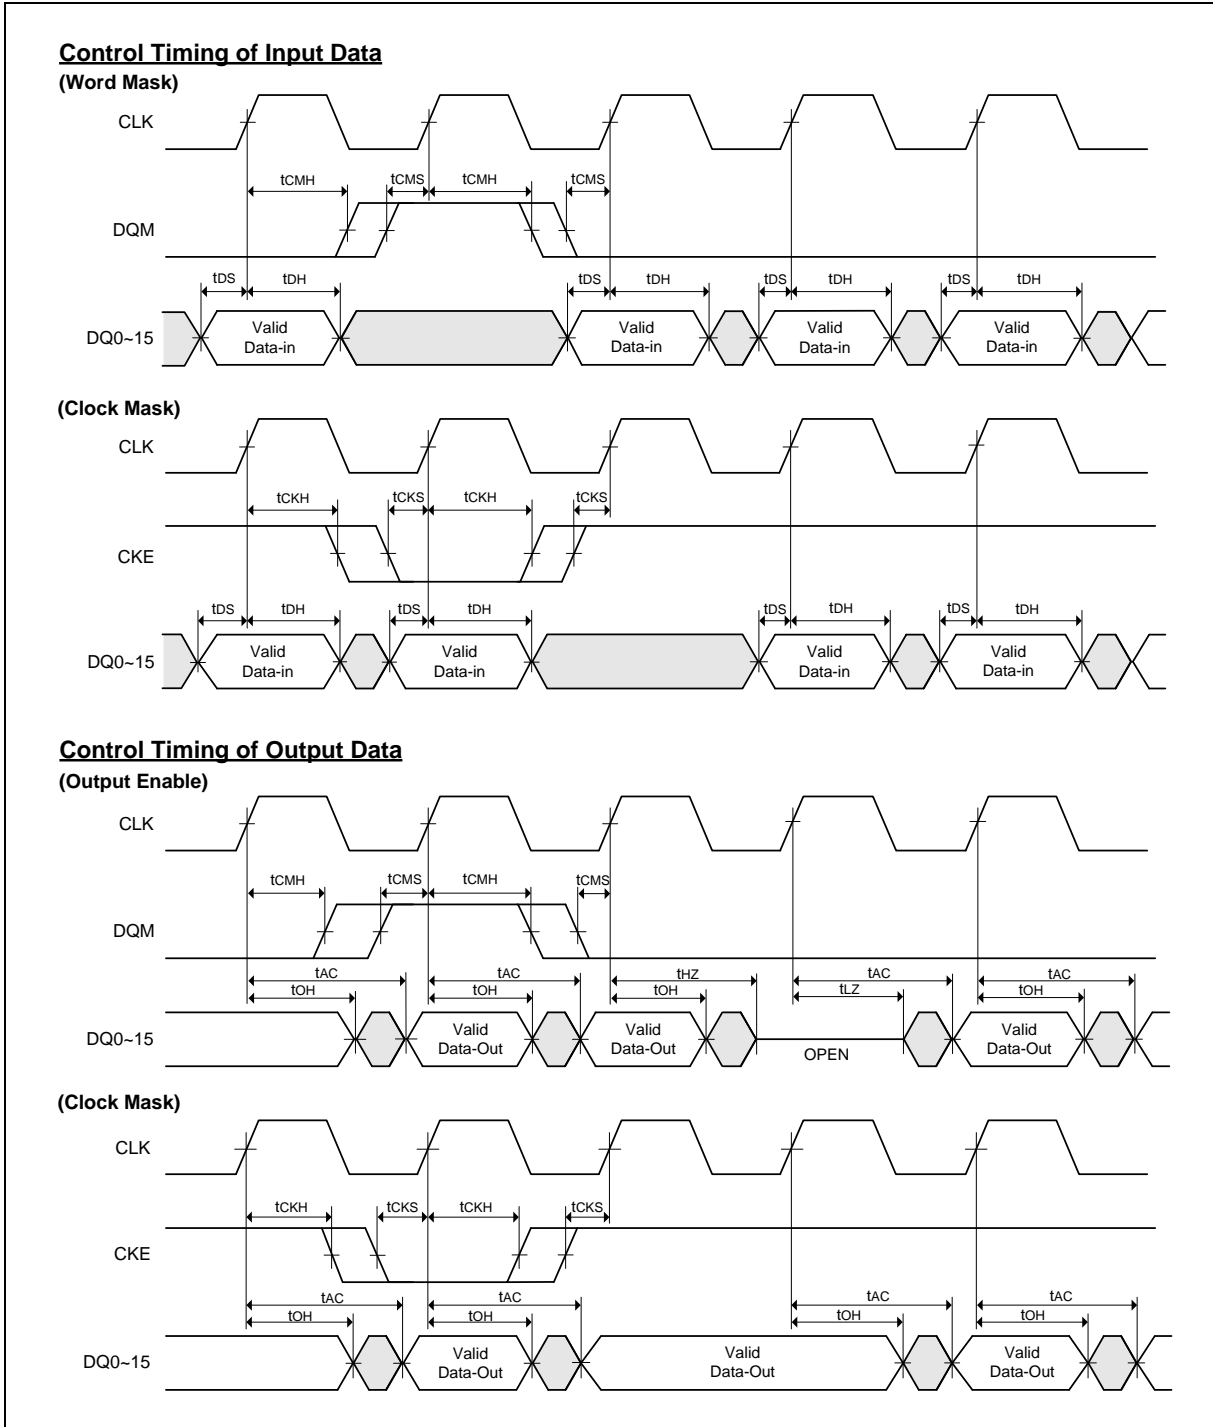 Control Timing of Input Data
(Word Mask)
CLK
tCMH tCMS tCMH tCMS
DQM
tDS tDH tDS tDH tDS tDH tDS tDH
DQ0~15
Valid Data-in
Valid Data-in
Valid Data-in
Valid Data-in
(Clock Mask)
CLK
tCKH tCKS tCKH tCKS
CKE
tDS tDH tDS tDH tDS tDH tDS tDH
DQ0~15
Valid Data-in
Valid Data-in
Valid Data-in
Valid Data-in
Control Timing of Output Data
(Output Enable)
CLK
tCMH tCMS tCMH tCMS
DQM
tAC tAC tHZ tAC tAC
tOH tOH tOH tLZ tOH
DQ0~15
Valid Data-Out
Valid Data-Out
OPEN
Valid Data-Out
(Clock Mask)
CLK
tCKH tCKS tCKH tCKS
CKE
tAC tAC tAC tAC
tOH tOH tOH tOH
DQ0~15
Valid Data-Out
Valid Data-Out
Valid Data-Out